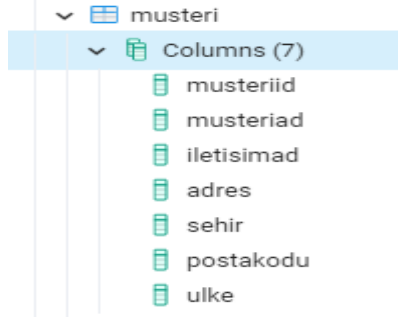 musteri
Columns (7)
musteriid
musteriad
iletisimad
adres
sehir
postakodu
ulke